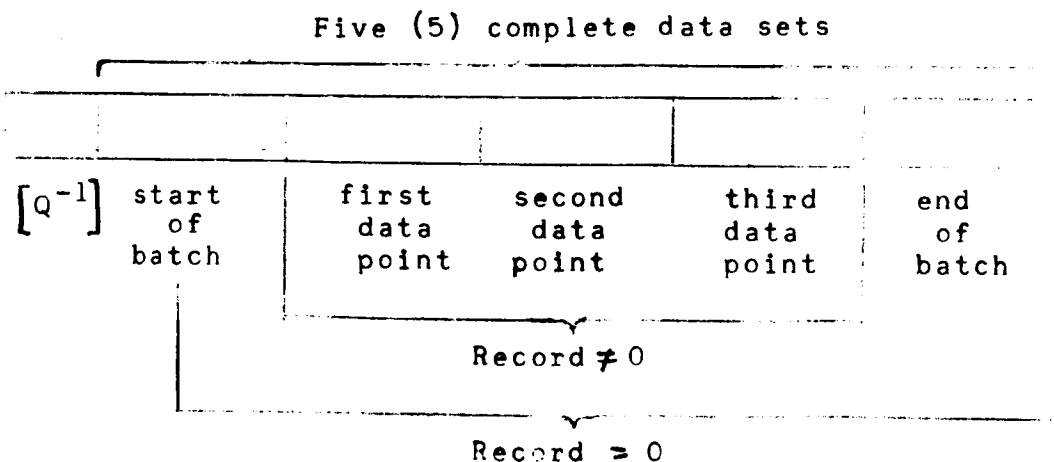 Five (5) complete data sets
[Q⁻¹] start first second third end
of data data data of
batch point point point batch
Record ≠ 0
Record = 0